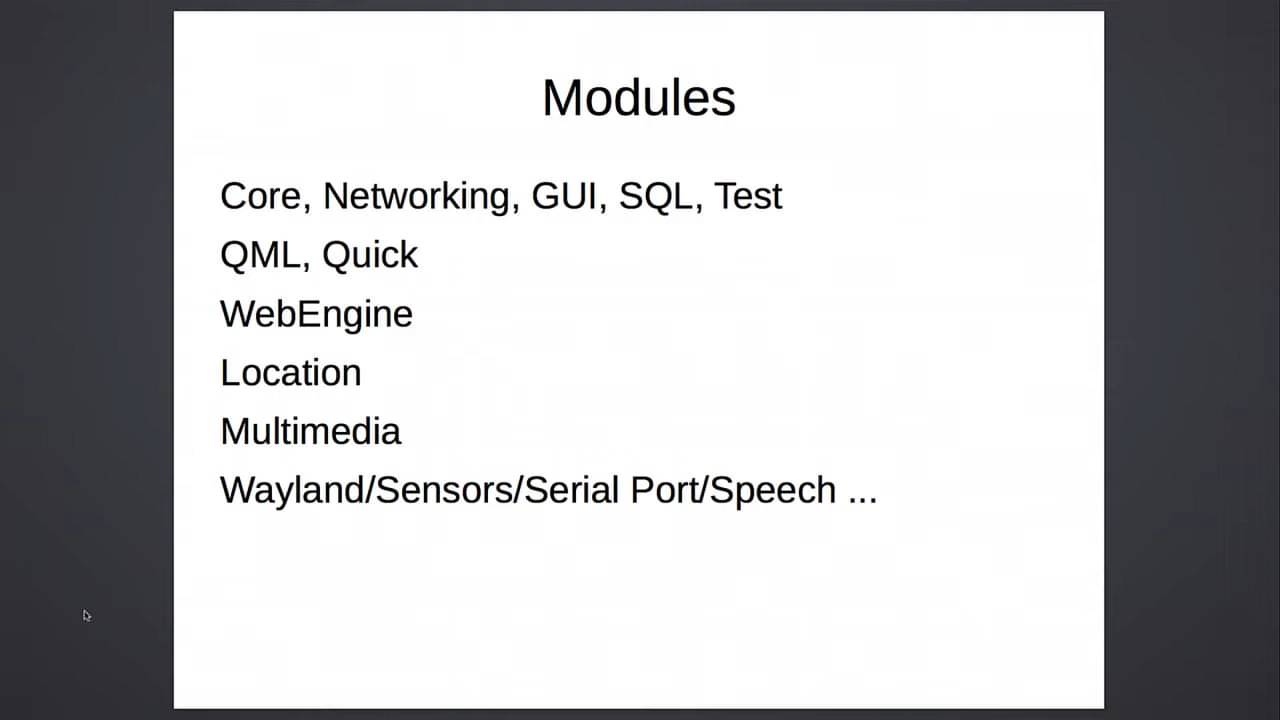 Modules
Core, Networking, GUI, SQL, Test
QML, Quick
WebEngine
Location
Multimedia
Wayland/Sensors/Serial Port/Speech ...